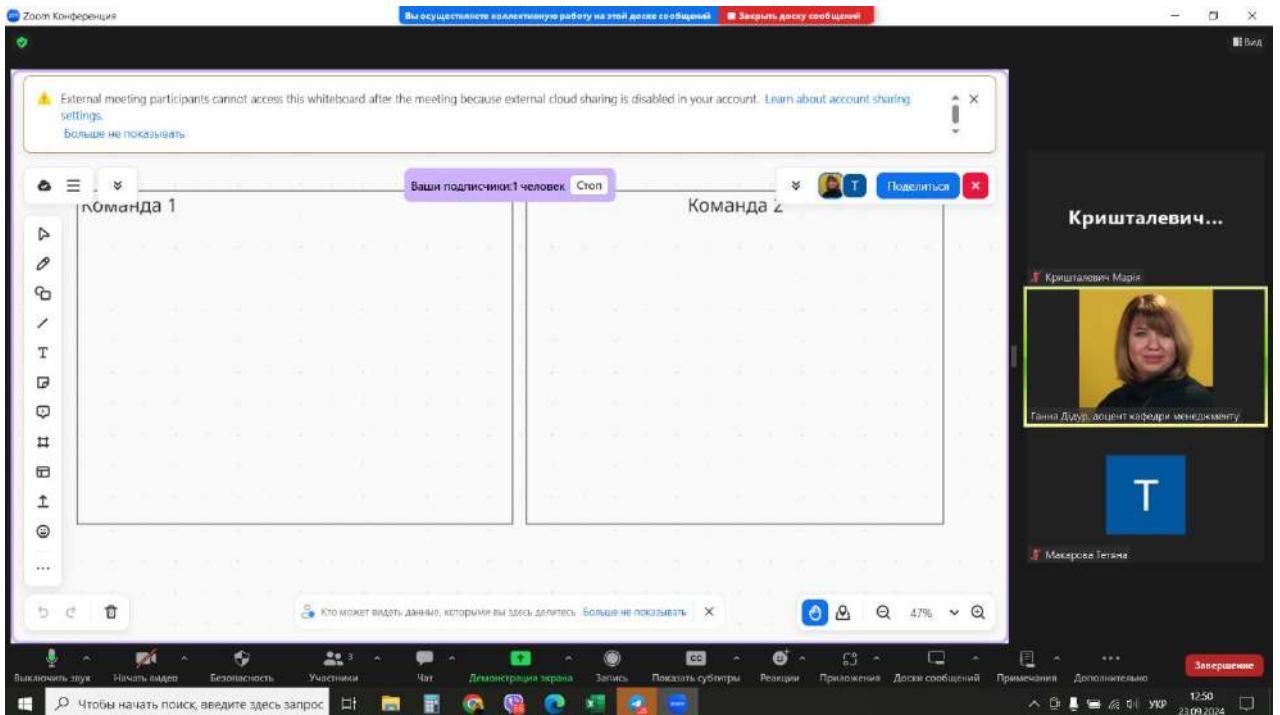 Zoom Конференция
Вы осуществляете коллективную работу на этой доске сообщений
Закрыть доску сообщений
Вид
External meeting participants cannot access this whiteboard after the meeting because external cloud sharing is disabled in your account. Learn about account sharing
settings.
Больше не показывать
Ваши подписчики:1 человек Стоп
T
Поделиться
Команда 1
Команда 2
Кришталевич...
Кришталевич Марія
Ганна Дідур, доцент кафедри менеджменту
T
Макарова Тетяна
Кто может видеть данные, которыми вы здесь делитесь Больше не показывать
47%
Выключить звук
Начать видео
Безопасность
Участники
3
Чат
Демонстрация экрана
Запись
CC
Показать субтитры
Реакции
Приложения
Доски сообщений
Примечания
Дополнительно
Завершение
Чтобы начать поиск, введите здесь запрос
УКР
12:50
23.09.2024